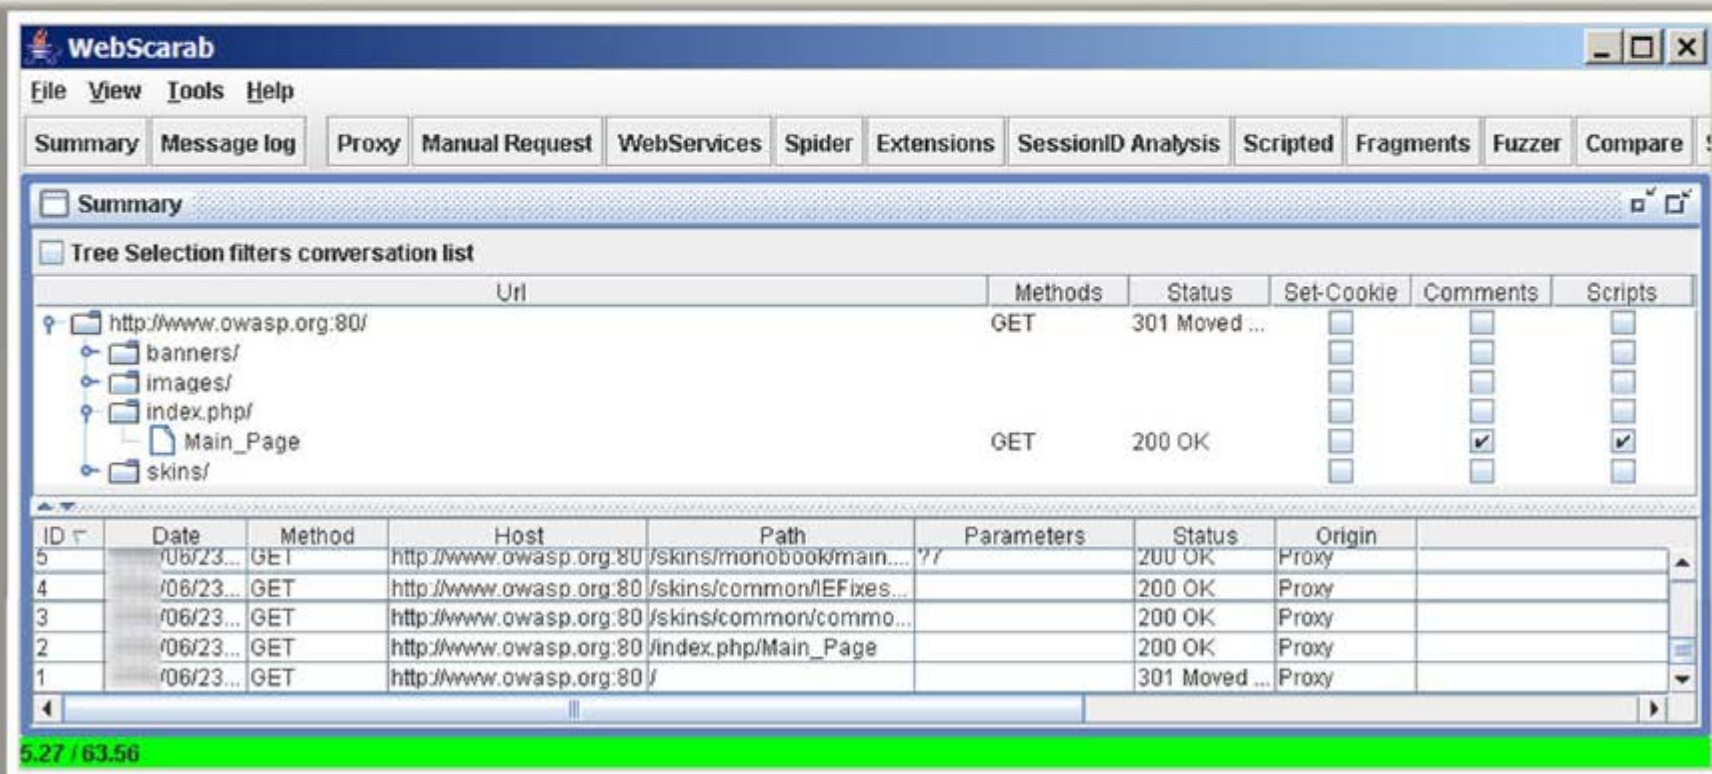 WebScarab
File View Tools Help
Summary Message log Proxy Manual Request WebServices Spider Extensions SessionID Analysis Scripted Fragments Fuzzer Compare
Summary
Tree Selection filters conversation list
Url Methods Status Set-Cookie Comments Scripts
http://www.owasp.org:80/ GET 301 Moved ...
banners/
images/
index.php/
Main_Page GET 200 OK
skins/
ID Date Method Host Path Parameters Status Origin
5 /06/23... GET http://www.owasp.org:80 /skins/monobook/main.... ?7 200 OK Proxy
4 /06/23... GET http://www.owasp.org:80 /skins/common/IEFixes... 200 OK Proxy
3 /06/23... GET http://www.owasp.org:80 /skins/common/commo... 200 OK Proxy
2 /06/23... GET http://www.owasp.org:80 /index.php/Main_Page 200 OK Proxy
1 /06/23... GET http://www.owasp.org:80 / 301 Moved ... Proxy
5.27 / 63.56